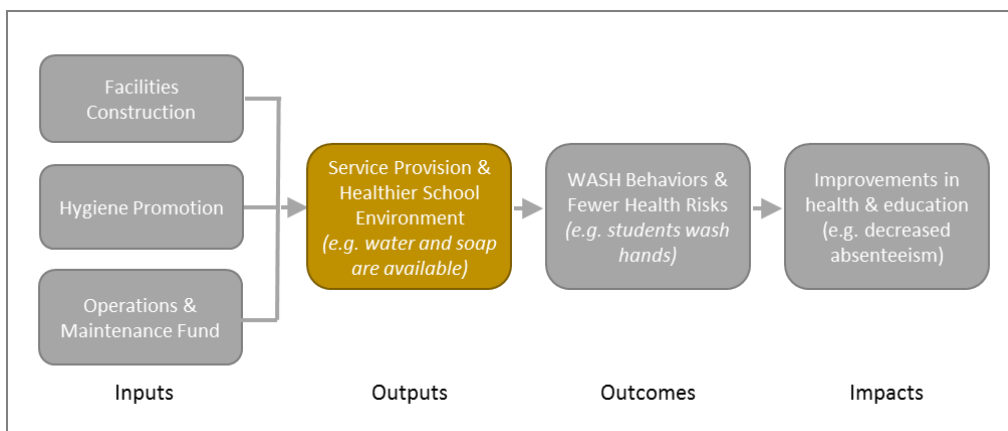 Facilities
Construction
Hygiene Promotion
Operations &
Maintenance Fund
Service Provision &
Healthier School
Environment
(e.g. water and soap
are available)
WASH Behaviors &
Fewer Health Risks
(e.g. students wash
hands)
Improvements in
health & education
(e.g. decreased
absenteeism)
Inputs
Outputs
Outcomes
Impacts